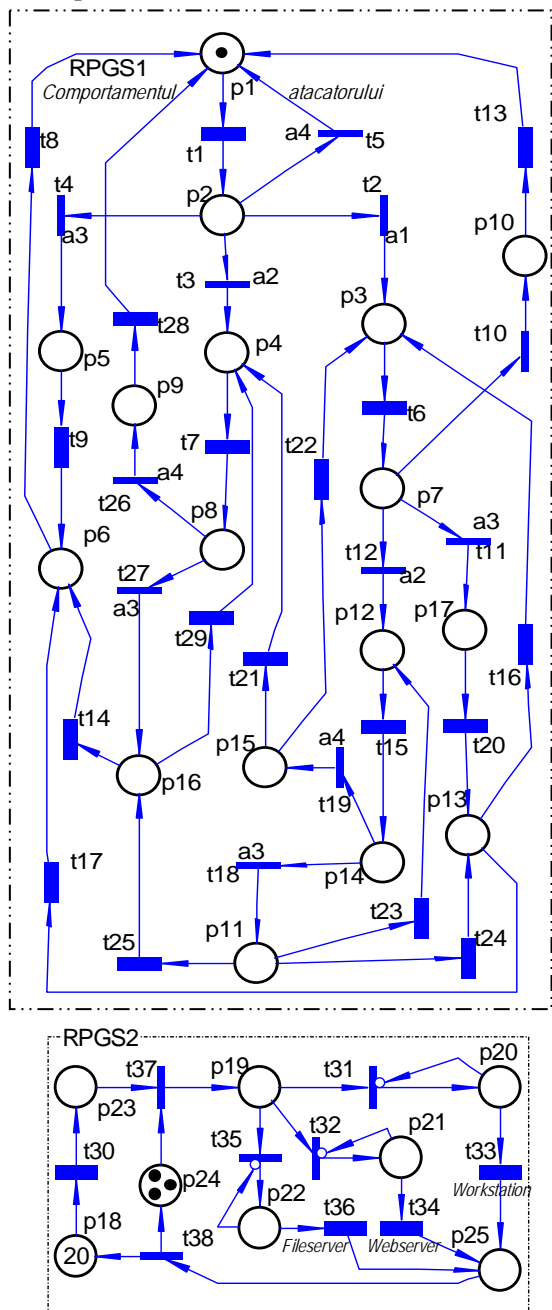 RPGS1
Comportamentul
atacatorului
p1
t8
t1
a4
t5
t13
t4
a3
p2
t2
a1
p10
t3
a2
p3
t10
t28
p5
p9
p4
t6
t9
t7
t22
p7
a4
t26
p6
p8
a3
t11
t12
a2
t27
a3
p12
p17
t29
t21
t16
t14
p15
a4
t15
t20
p16
t19
p13
t17
a3
t18
p14
p11
t23
t24
t25
RPGS2
t37
p19
t31
p20
p23
t32
p21
t35
t30
p24
p22
t33
t36
t34
Workstation
p18
Fileserver
Webserver
p25
20
t38